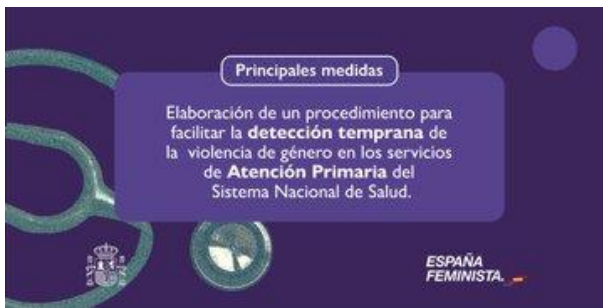 Principales medidas
Elaboración de un procedimiento para
facilitar la detección temprana de
la violencia de género en los servicios
de Atención Primaria del
Sistema Nacional de Salud.
ESPAÑA
FEMINISTA.